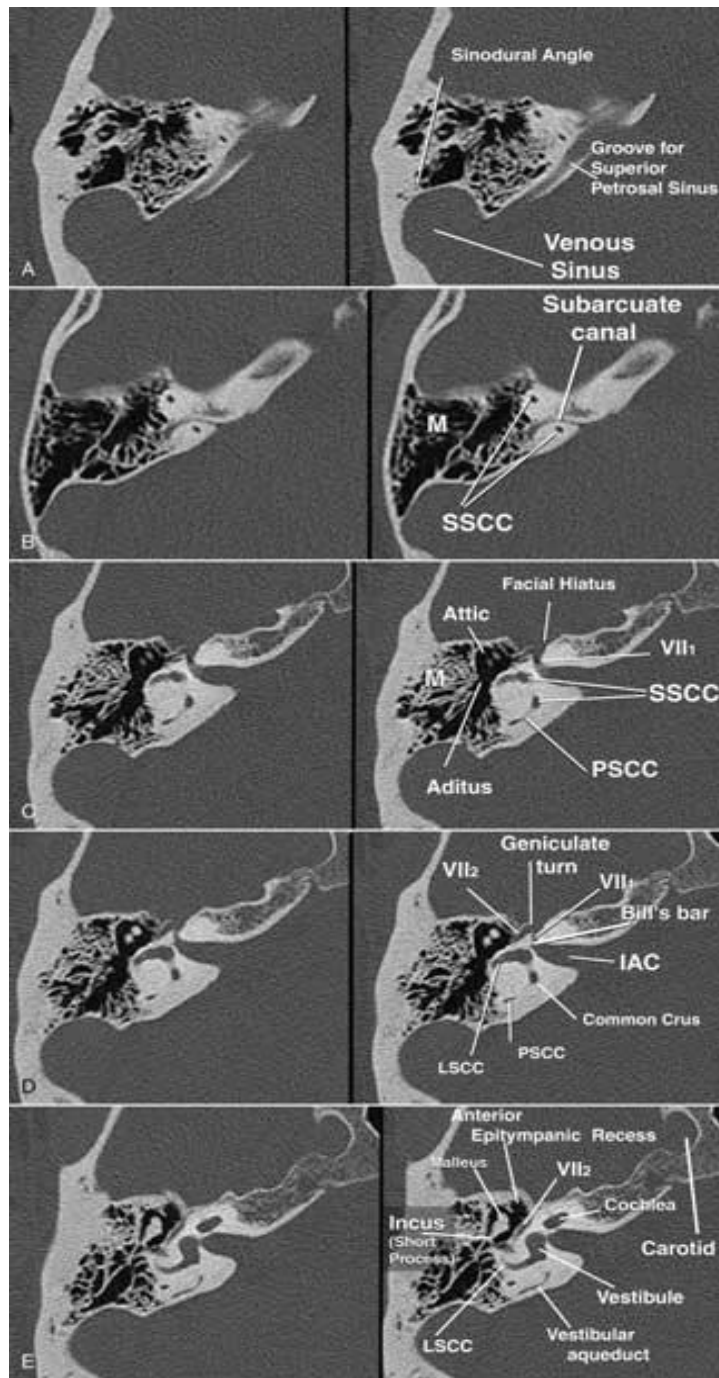 Sinodural Angle
Groove for
Superior
Petrosal Sinus
Venous
Sinus
A
Subarcuate
canal
M
SSCC
B
Facial Hiatus
Attic
VII₁
M
M
SSCC
PSCC
Aditus
C
Geniculate
turn
VII₂
VII₁
Bill's bar
IAC
Common Crus
PSCC
LSCC
D
Anterior
Epitympanic Recess
Malleus
VII₂
Cochlea
Incus
(Short
Process)
Carotid
Vestibule
LSCC
Vestibular
aqueduct
E